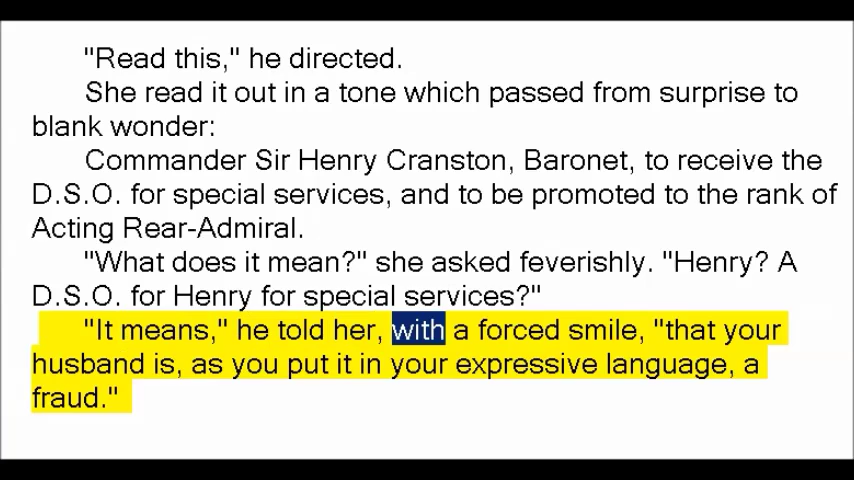 "Read this," he directed.
She read it out in a tone which passed from surprise to
blank wonder:
Commander Sir Henry Cranston, Baronet, to receive the
D.S.O. for special services, and to be promoted to the rank of
Acting Rear-Admiral.
"What does it mean?" she asked feverishly. "Henry? A
D.S.O. for Henry for special services?"
"It means," he told her, with a forced smile, "that your
husband is, as you put it in your expressive language, a
fraud."